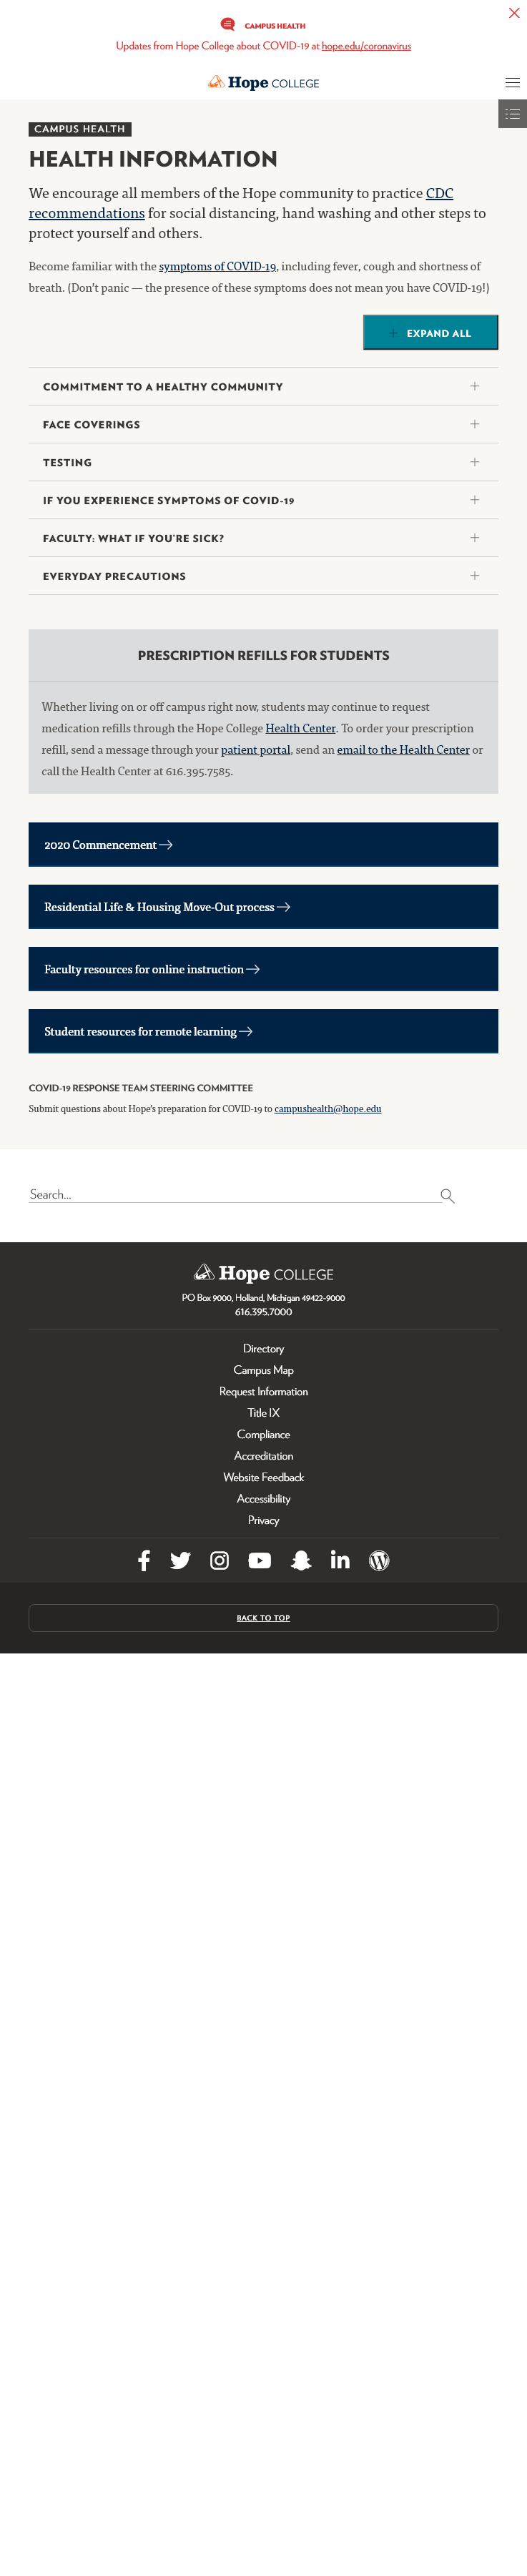 CAMPUS HEALTH
Updates from Hope College about COVID-19 at hope.edu/coronavirus
Hope COLLEGE
CAMPUS HEALTH
HEALTH INFORMATION
We encourage all members of the Hope community to practice CDC
recommendations for social distancing, hand washing and other steps to
protect yourself and others.
Become familiar with the symptoms of COVID-19, including fever, cough and shortness of
breath. (Don't panic — the presence of these symptoms does not mean you have COVID-19!)
EXPAND ALL
COMMITMENT TO A HEALTHY COMMUNITY
FACE COVERINGS
TESTING
IF YOU EXPERIENCE SYMPTOMS OF COVID-19
FACULTY: WHAT IF YOU'RE SICK?
EVERYDAY PRECAUTIONS
PRESCRIPTION REFILLS FOR STUDENTS
Whether living on or off campus right now, students may continue to request
medication refills through the Hope College Health Center. To order your prescription
refill, send a message through your patient portal, send an email to the Health Center or
call the Health Center at 616.395.7585.
2020 Commencement
Residential Life & Housing Move-Out process
Faculty resources for online instruction
Student resources for remote learning
COVID-19 RESPONSE TEAM STEERING COMMITTEE
Submit questions about Hope's preparation for COVID-19 to campushealth@hope.edu
Search...
Hope COLLEGE
PO Box 9000, Holland, Michigan 49422-9000
616.395.7000
Directory
Campus Map
Request Information
Title IX
Compliance
Accreditation
Website Feedback
Accessibility
Privacy
BACK TO TOP